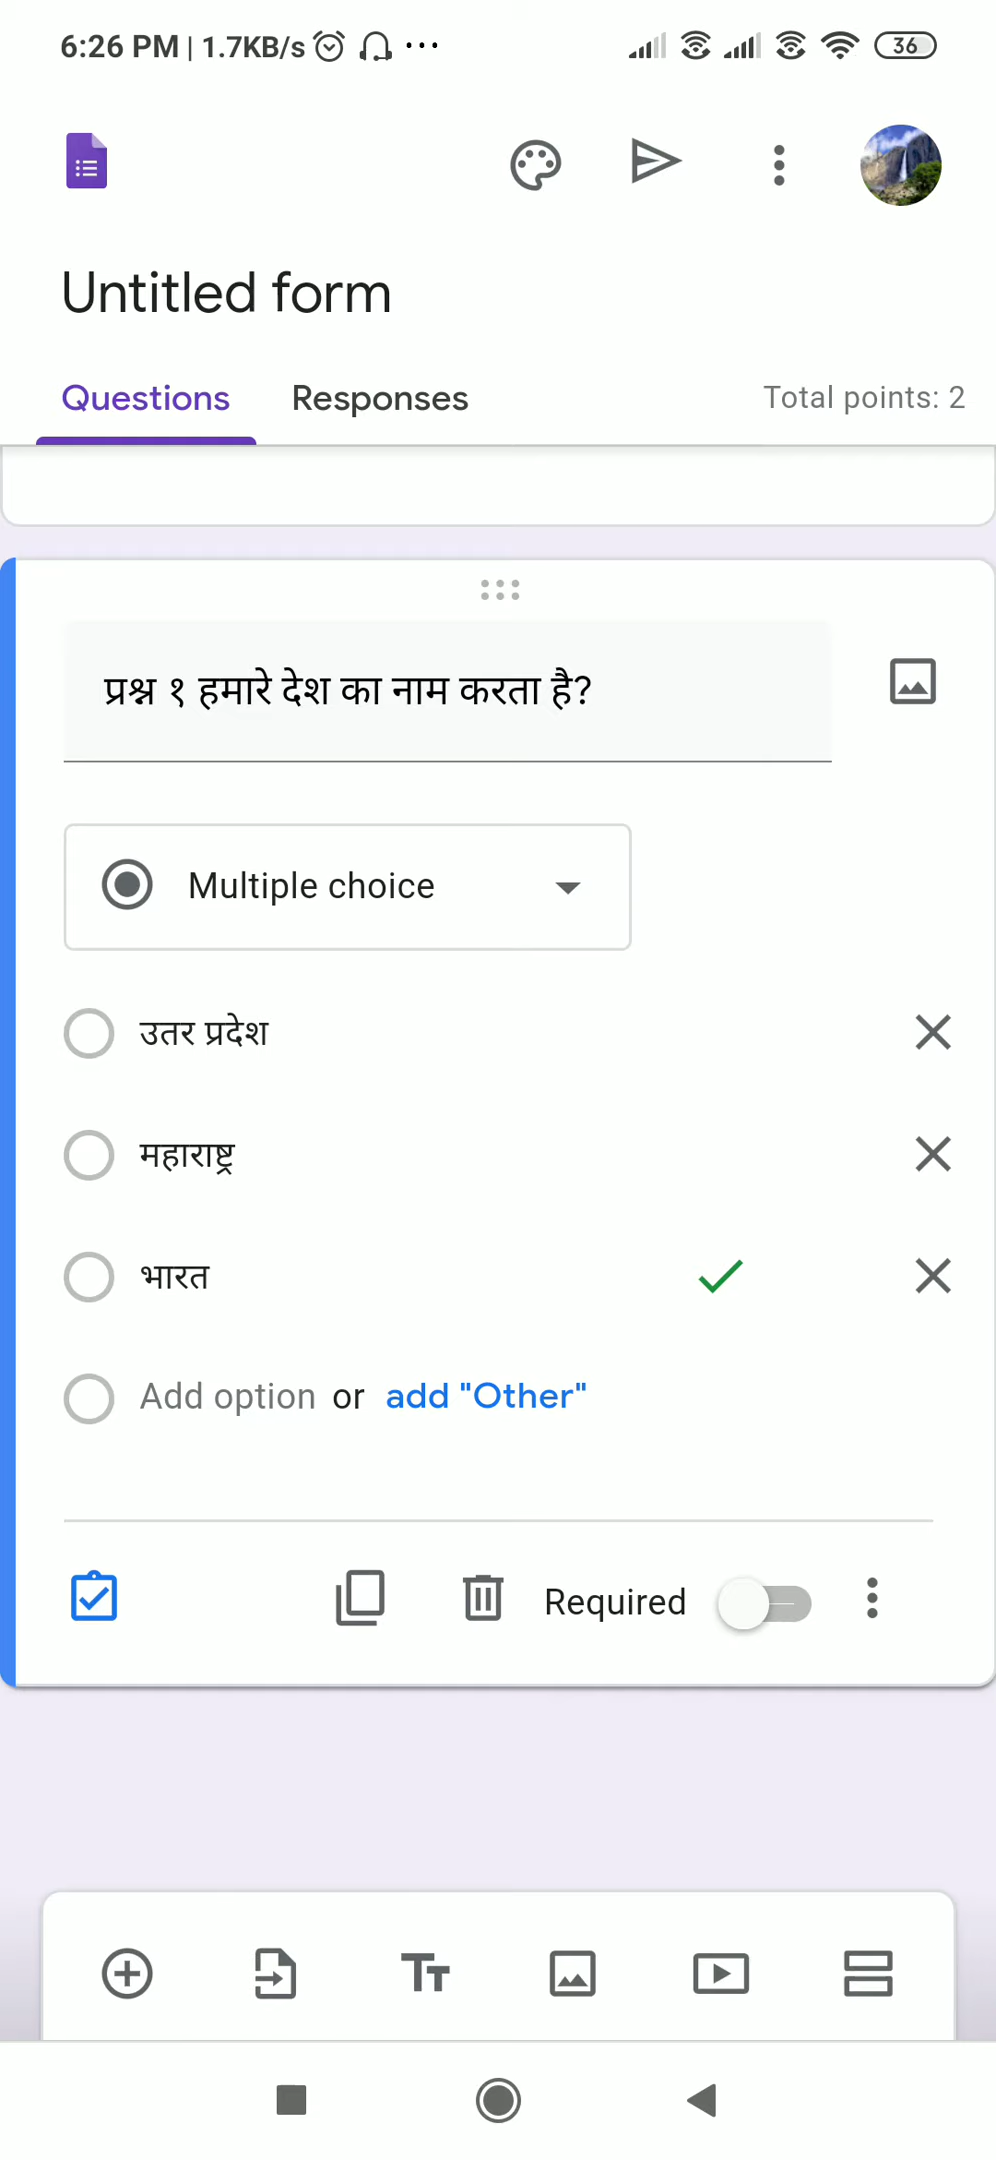 6:26 PM | 1.7KB/s ... 36
Untitled form
Questions Responses Total points: 2
प्रश्न १ हमारे देश का नाम करता है?
Multiple choice
उतर प्रदेश
महाराष्ट्र
भारत
Add option or add "Other"
Required